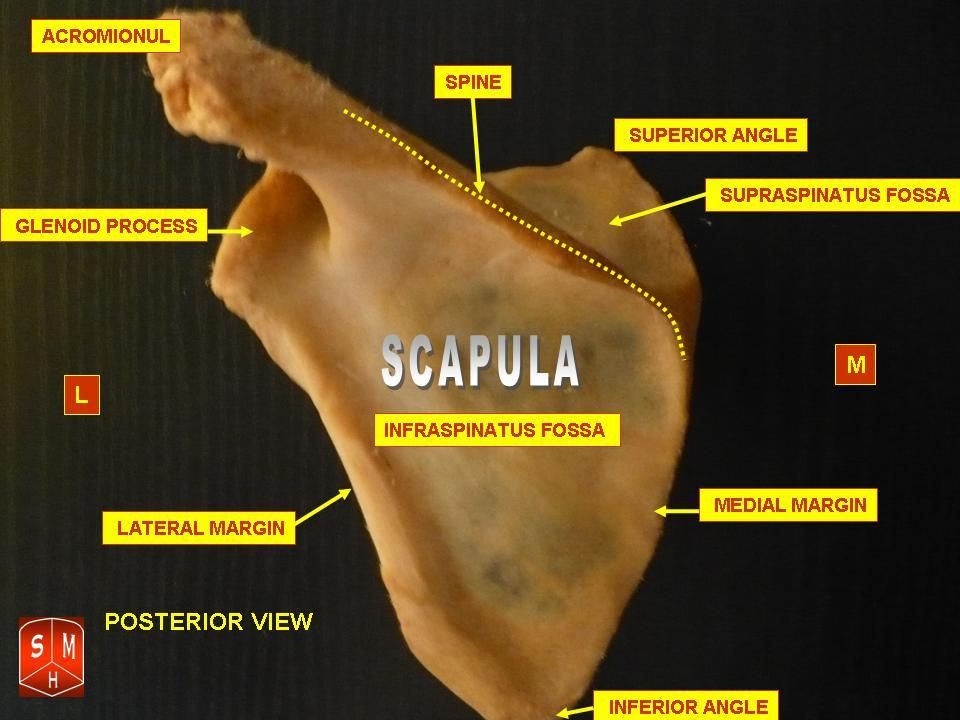 ACROMIONUL
SPINE
SUPERIOR ANGLE
SUPRASPINATUS FOSSA
GLENOID PROCESS
SCAPULA
M
L
INFRASPINATUS FOSSA
MEDIAL MARGIN
LATERAL MARGIN
POSTERIOR VIEW
S M
H
INFERIOR ANGLE